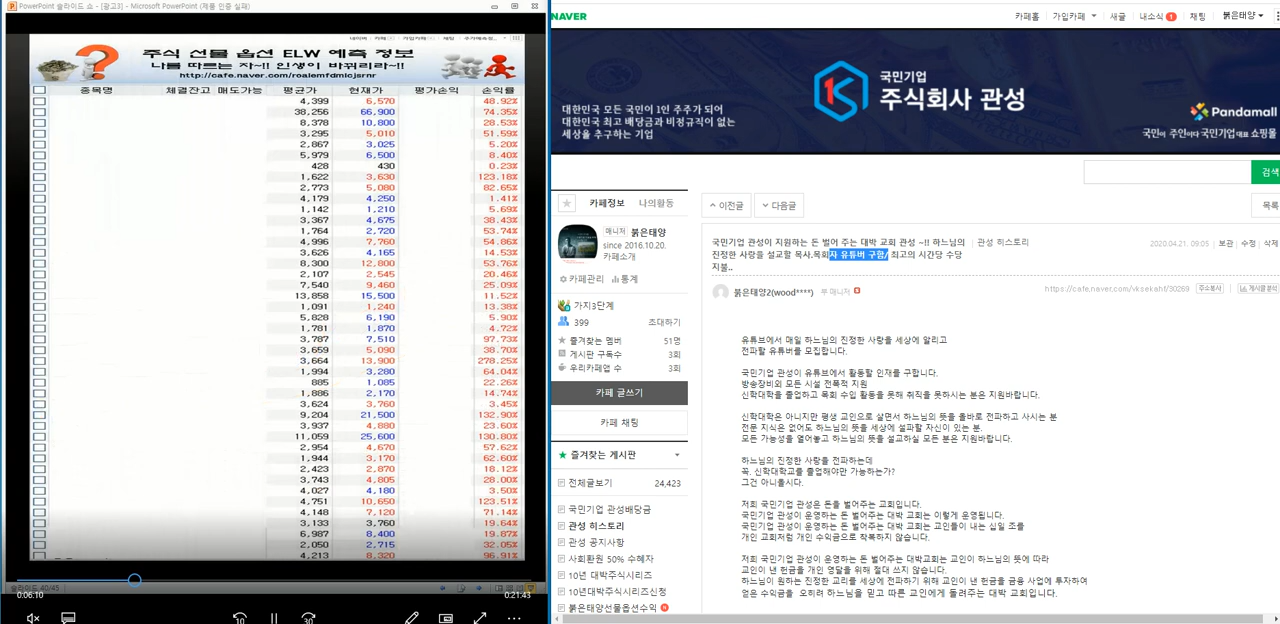 PowerPoint 슬라이드 쇼 - [광고3] - Microsoft PowerPoint (제품 인증 실패)
주식 선물 옵션 ELW 예측 정보
나를 따르는 자~!! 인생이 바뀌리라~!!
http://cafe.naver.com/roalemfdmicjsrnr
종목명 체결잔고 매도가능 평균가 현재가 평가손익 손익률
4,399 6,570 48.92%
38,256 66,900 74.35%
8,378 10,800 28.53%
3,295 5,010 51.59%
2,867 3,025 5.20%
5,979 6,500 8.40%
428 430 0.23%
1,622 3,630 123.18%
2,773 5,080 82.65%
4,179 4,250 1.41%
1,142 1,210 5.69%
3,367 4,675 38.43%
1,764 2,720 53.74%
4,996 7,760 54.86%
3,626 4,165 14.53%
8,300 12,800 53.76%
2,107 2,545 20.46%
7,540 9,460 25.09%
13,858 15,500 11.52%
1,091 1,240 13.38%
5,828 6,190 5.90%
1,781 1,870 4.72%
3,787 7,510 97.73%
3,659 5,090 38.70%
3,664 13,900 278.25%
1,994 3,280 64.04%
885 1,085 22.26%
1,886 2,170 14.74%
3,624 3,760 3.45%
9,204 21,500 132.90%
3,937 4,880 23.60%
11,059 25,600 130.80%
2,954 4,670 57.62%
1,944 3,170 62.60%
2,423 2,870 18.12%
3,743 4,805 28.00%
4,027 4,180 3.50%
4,751 10,650 123.51%
4,148 7,120 71.14%
3,133 3,760 19.64%
6,987 8,400 19.87%
2,050 2,715 32.05%
4,213 8,320 96.91%
슬라이드 40/45
0:06:10 0:21:43
10 30
NAVER
카페홈 가입카페 새글 내소식 1 채팅 붉은태양
대한민국 모든 국민이 1인 주주가 되어
대한민국 최고 배당금과 비정규직이 없는
세상을 추구하는 기업
국민기업
주식회사 관성
Pandamall
국민이 주인이다 국민기업대표 쇼핑몰
검색
카페정보 나의활동
매니저 붉은태양
since 2016.10.20.
카페소개
카페관리 통계
가지3단계
399 초대하기
즐겨찾는 멤버 51명
게시판 구독수 3회
우리카페앱 수 3회
카페 글쓰기
카페 채팅
즐겨찾는 게시판
전체글보기 24,423
국민기업 관성배당금
관성 히스토리
관성 공지사항
사회환원 50% 수혜자
10년 대박주식시리즈
10년대박주식시리즈신청
붉은태양선물옵션수익
이전글 다음글 목록
국민기업 관성이 지원하는 돈 벌어 주는 대박 교회 관성 ~!! 하느님의 관성 히스토리
진정한 사랑을 설교할 목사.목회자 유튜버 구함/ 최고의 시간당 수당
지불..
2020.04.21. 09:05 보관 수정 삭제
붉은태양2(wood****) 부 매니저
https://cafe.naver.com/vksekahf/30269 주소복사 게시글 분석
유튜브에서 매일 하느님의 진정한 사랑을 세상에 알리고
전파할 유튜버를 모집합니다.
국민기업 관성이 유튜브에서 활동할 인재를 구합니다.
방송장비외 모든 시설 전폭적 지원
신학대학을 졸업하고 목회 수입 활동을 못해 취직을 못하시는 분은 지원바랍니다.
신학대학은 아니지만 평생 교인으로 살면서 하느님의 뜻을 올바로 전파하고 사시는 분
전문 지식은 없어도 하느님의 뜻을 세상에 설파할 자신이 있는 분.
모든 가능성을 열어놓고 하느님의 뜻을 설교하실 모든 분은 지원바랍니다.
하느님의 진정한 사랑을 전파하는데
꼭. 신학대학교를 졸업해야만 가능하는가?
그건 아니올시다.
저희 국민기업 관성은 돈을 벌어주는 교회입니다.
국민기업 관성이 운영하는 돈 벌어주는 대박 교회는 이렇게 운영됩니다.
국민기업 관성이 운영하는 돈 벌어주는 대박 교회는 교인들이 내는 십일 조를
개인 교회처럼 개인 수익금으로 착복하지 않습니다.
저희 국민기업 관성이 운영하는 돈 벌어주는 대박교회는 교인이 하느님의 뜻에 따라
교인이 낸 헌금을 개인 영달을 위해 절대 쓰지 않습니다.
하느님이 원하는 진정한 교리를 세상에 전파하기 위해 교인이 낸 헌금을 금융 사업에 투자하여
얻은 수익금을 오히려 하느님을 믿고 따른 교인에게 돌려주는 대박 교회입니다.